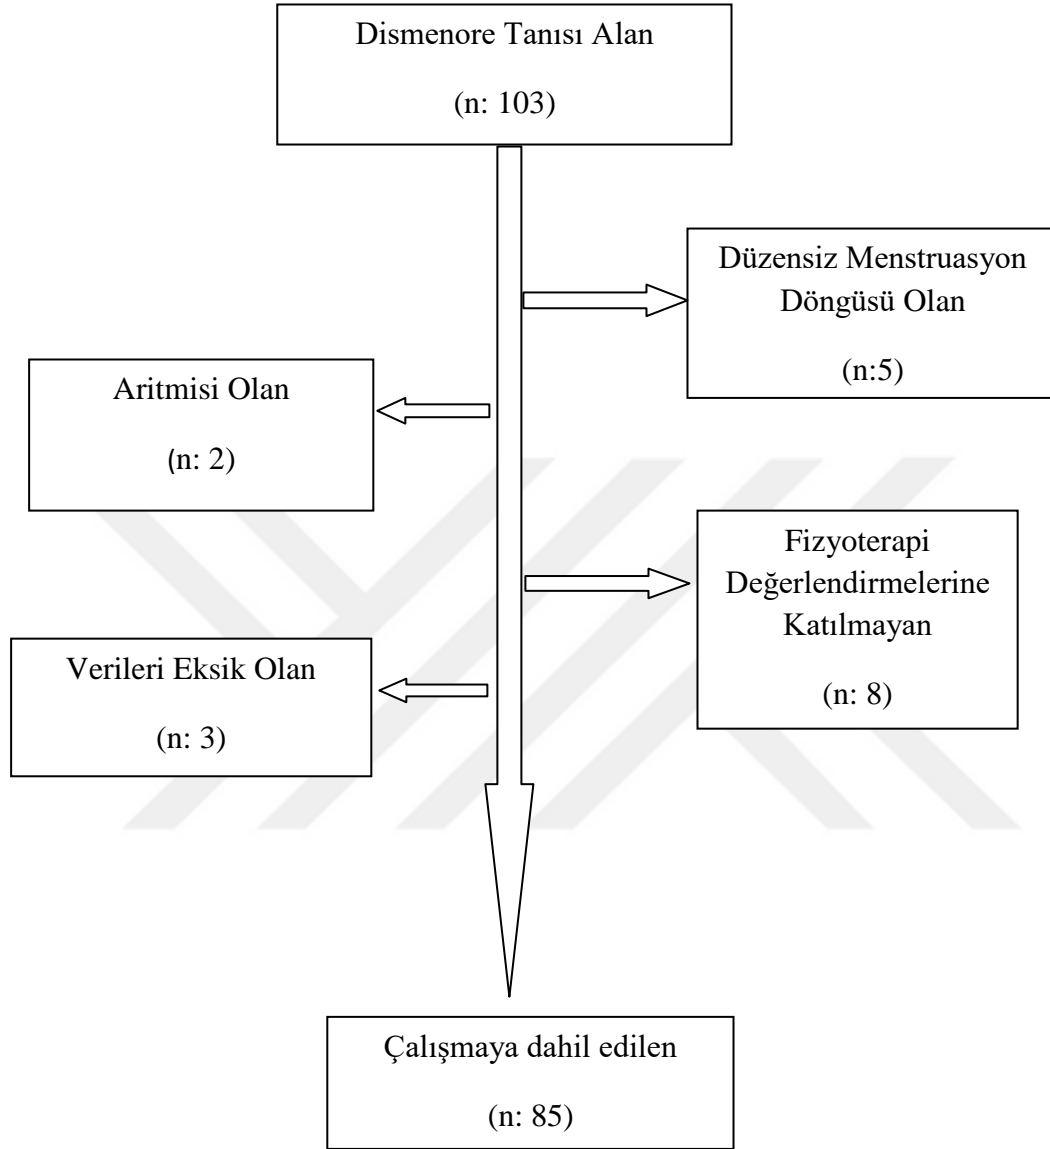 Dismenore Tanısı Alan
(n: 103)
Düzensiz Menstruasyon
Döngüsü Olan
(n:5)
Aritmisi Olan
(n: 2)
Fizyoterapi
Değerlendirmelerine
Katılmayan
(n: 8)
Verileri Eksik Olan
(n: 3)
Çalışmaya dahil edilen
(n: 85)